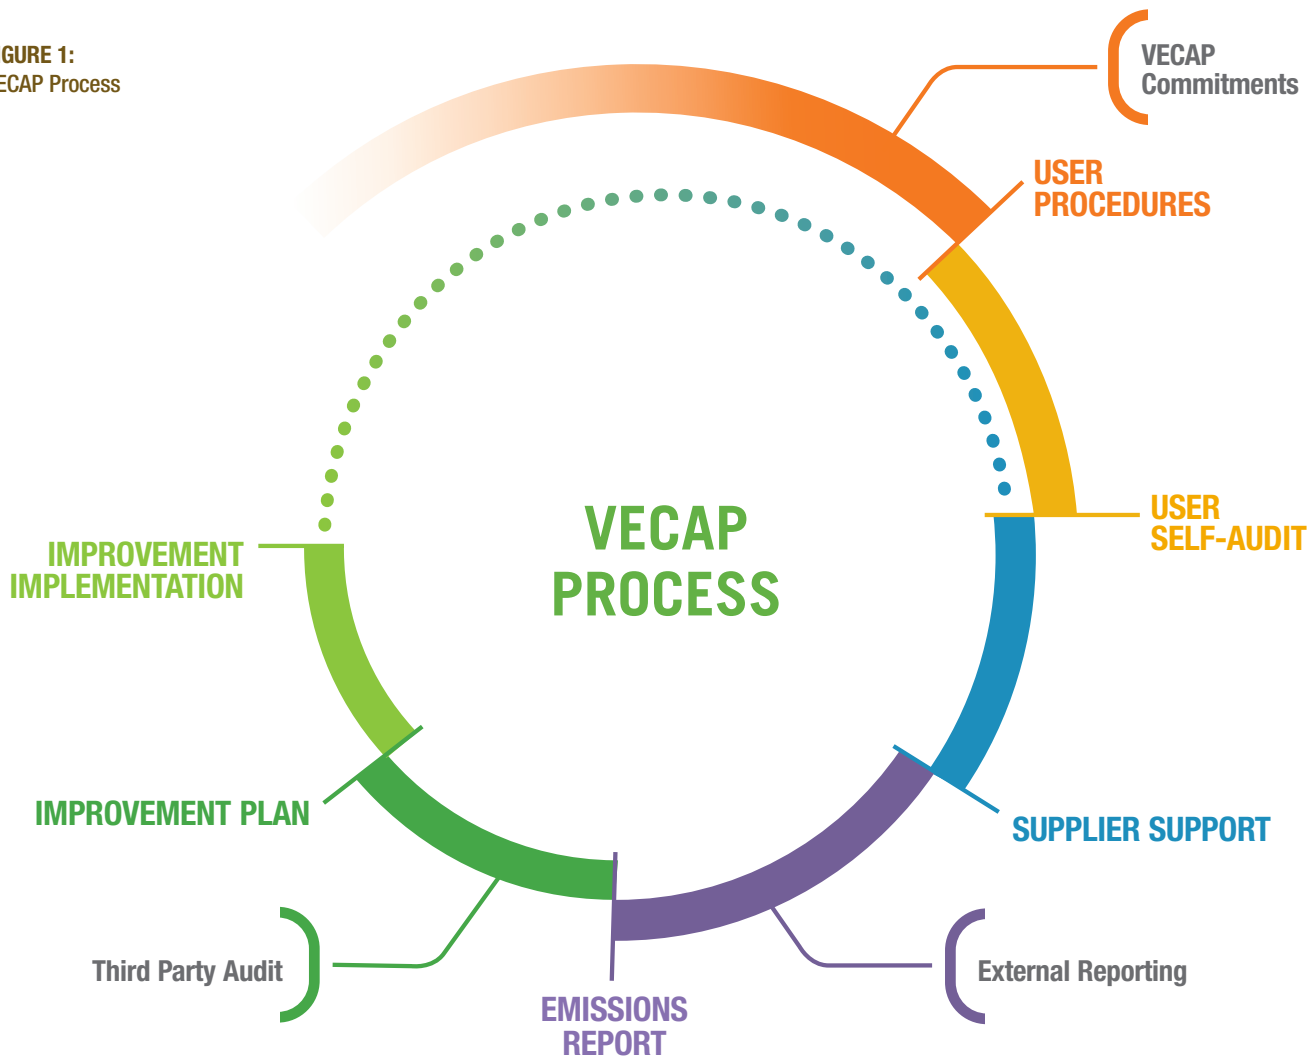 IGURE 1:
ECAP Process
VECAP
Commitments
USER
PROCEDURES
USER
SELF-AUDIT
VECAP
PROCESS
IMPROVEMENT
IMPLEMENTATION
IMPROVEMENT PLAN
SUPPLIER SUPPORT
Third Party Audit
External Reporting
EMISSIONS
REPORT